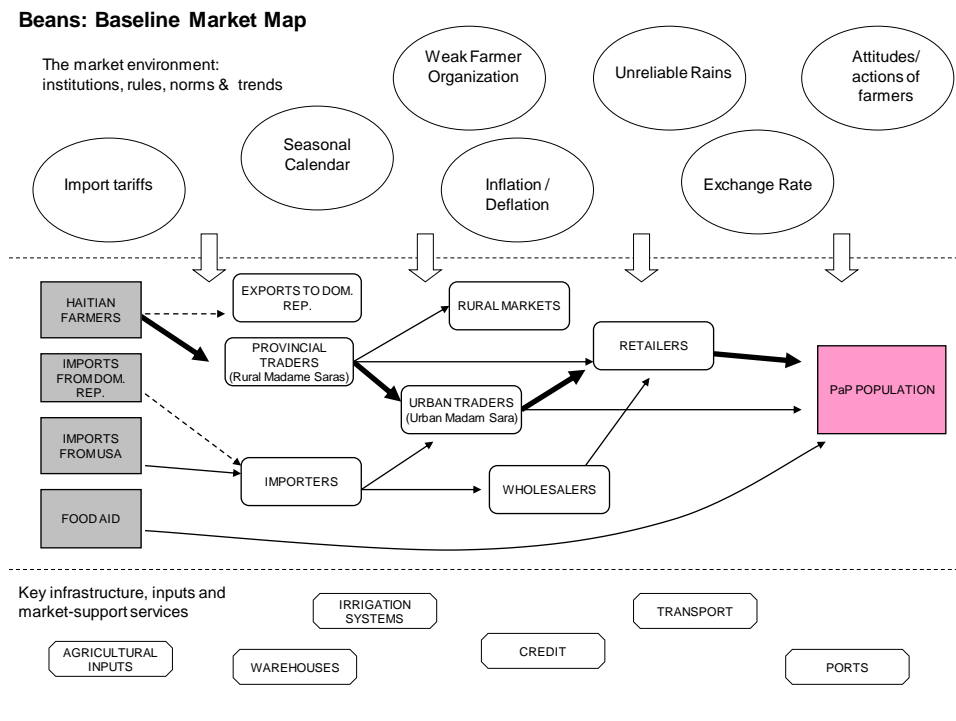 Beans: Baseline Market Map
The market environment:
institutions, rules, norms & trends
Weak Farmer
Organization
Unreliable Rains
Attitudes/
actions of
farmers
Seasonal
Calendar
Import tariffs
Inflation /
Deflation
Exchange Rate
HAITIAN
FARMERS
EXPORTS TO DOM.
REP.
RURAL MARKETS
PROVINCIAL
TRADERS
(Rural Madame Saras)
RETAILERS
IMPORTS
FROM DOM.
REP.
URBAN TRADERS
(Urban Madam Sara)
PaP POPULATION
IMPORTS
FROM USA
IMPORTERS
WHOLESALERS
FOOD AID
Key infrastructure, inputs and
market-support services
IRRIGATION
SYSTEMS
TRANSPORT
AGRICULTURAL
INPUTS
WAREHOUSES
CREDIT
PORTS